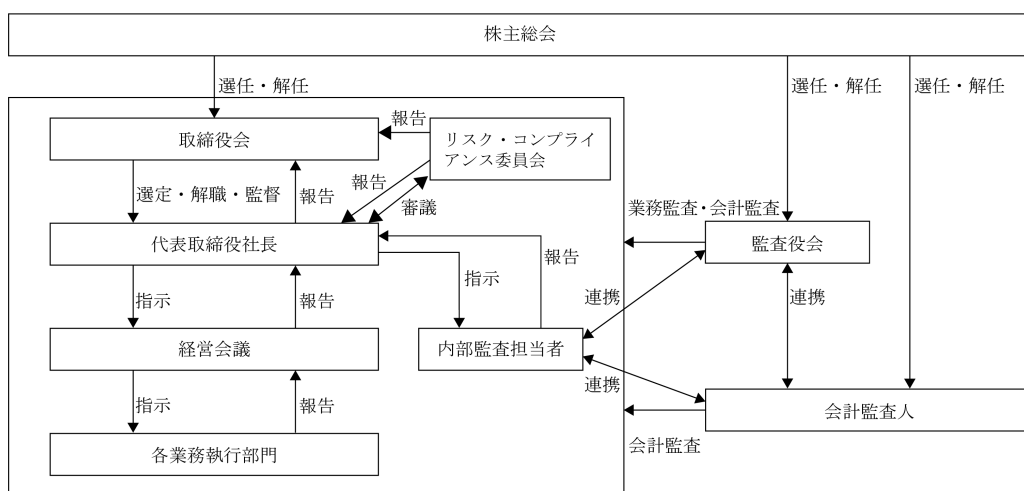 株主総会
選任・解任
選任・解任
選任・解任
取締役会
報告
リスク・コンプライ
アンス委員会
選定・解職・監督
報告
報告
審議
業務監査・会計監査
代表取締役社長
監査役会
報告
指示
指示
報告
連携
連携
経営会議
内部監査担当者
連携
指示
報告
会計監査人
会計監査
各業務執行部門